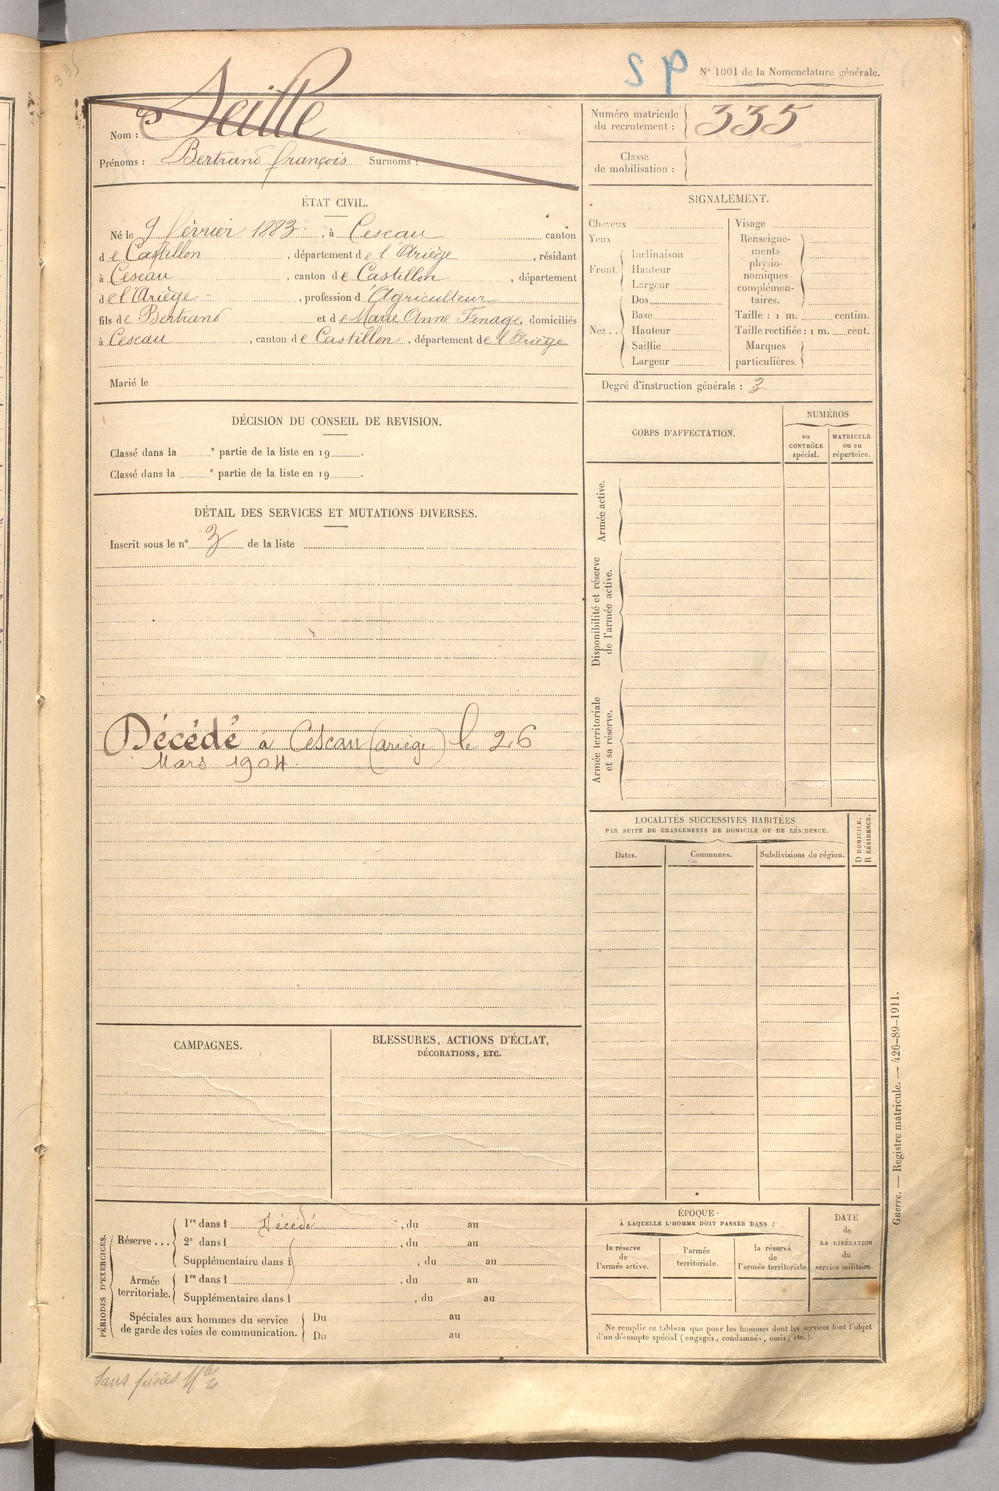 335
S P
N° 1001 de la Nomenclature générale.
Nom : Seille
Prénoms : Bertrand françois Surnoms :
Numéro matricule du recrutement : 335
Classe de mobilisation :
ÉTAT CIVIL.
Né le 9 février 1883 , à Cescau canton
de Castillon , département de l'Ariège , résidant
à Cescau , canton de Castillon , département
de l'Ariège , profession d'Agriculteur
fils de Bertrand et de Marie Anne Fenage, domiciliés
à Cescau , canton de Castillon , département de l'Ariège
Marié le
SIGNALEMENT.
Cheveux
Yeux
Front.
Inclinaison
Hauteur
Largeur
Nez ..
Dos
Base
Hauteur
Saillie
Largeur
Visage
Renseigne-
ments
physio-
nomiques
complémen-
taires.
Taille : 1 m. centim.
Taille rectifiée : 1 m. cent.
Marques
particulières.
Degré d'instruction générale : 3
DÉCISION DU CONSEIL DE REVISION.
Classé dans la e partie de la liste en 19 .
Classé dans la e partie de la liste en 19 .
DÉTAIL DES SERVICES ET MUTATIONS DIVERSES.
Inscrit sous le n° 3 de la liste
Décédé à Cescau (ariège) le 26
Mars 1904.
CORPS D'AFFECTATION.
NUMÉROS
au
CONTRÔLE
spécial.
MATRICULE
ou au
répertoire.
Armée active.
Disponibilité et réserve
de l'armée active.
Armée territoriale
et sa réserve.
LOCALITÉS SUCCESSIVES HABITÉES
PAR SUITE DE CHANGEMENTS DE DOMICILE OU DE RÉSIDENCE.
Dates.
Communes.
Subdivisions de région.
D DOMICILE.
R RÉSIDENCE.
CAMPAGNES.
BLESSURES, ACTIONS D'ÉCLAT,
DÉCORATIONS, ETC.
PÉRIODES D'EXERCICES.
Réserve ...
1re dans l Décédé , du au
2e dans l , du au
Supplémentaire dans l , du au
Armée
territoriale.
1re dans l , du au
Supplémentaire dans l , du au
Spéciales aux hommes du service
de garde des voies de communication.
Du au
Du au
ÉPOQUE
À LAQUELLE L'HOMME DOIT PASSER DANS :
la réserve
de
l'armée active.
l'armée
territoriale.
la réserve
de
l'armée territoriale.
DATE
de
LA LIBÉRATION
du
service militaire.
Ne remplir ce tableau que pour les hommes dont les services font l'objet
d'un décompte spécial (engagés, condamnés, omis, etc.).
Guerre. — Registre matricule. — 426-89-1911.
Sans pièces